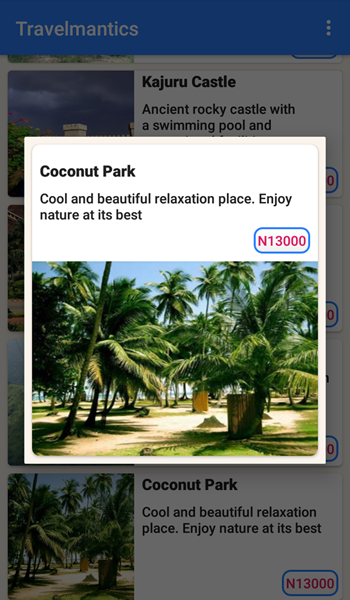 Travelmantics
Kajuru Castle
Ancient rocky castle with
a swimming pool and
Coconut Park
Cool and beautiful relaxation place. Enjoy
nature at its best
N13000
Coconut Park
Cool and beautiful relaxation
place. Enjoy nature at its best
N13000